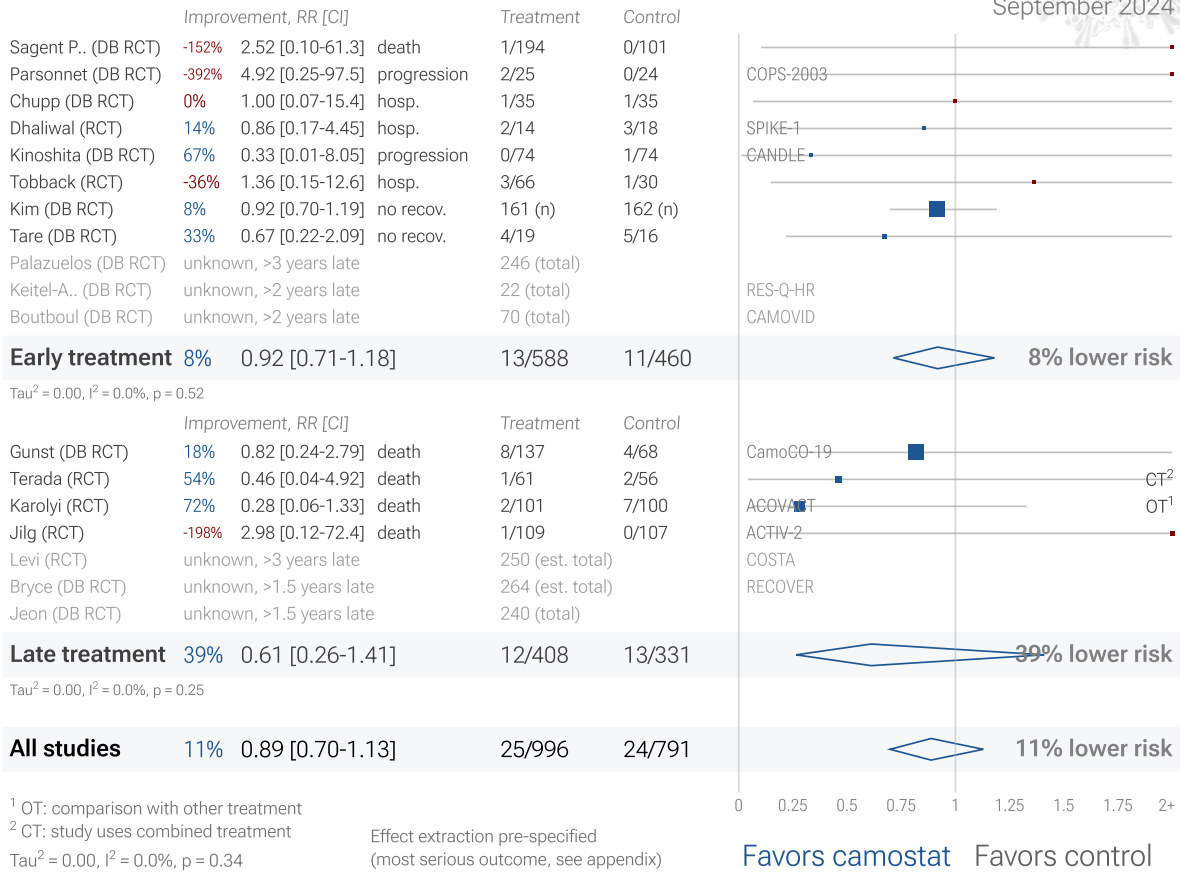 September 2024
Improvement, RR [CI] Treatment Control
Sagent P.. (DB RCT) -152% 2.52 [0.10-61.3] death 1/194 0/101
Parsonnet (DB RCT) -392% 4.92 [0.25-97.5] progression 2/25 0/24 COPS-2003
Chupp (DB RCT) 0% 1.00 [0.07-15.4] hosp. 1/35 1/35
Dhaliwal (RCT) 14% 0.86 [0.17-4.45] hosp. 2/14 3/18 SPIKE-1
Kinoshita (DB RCT) 67% 0.33 [0.01-8.05] progression 0/74 1/74 CANDLE
Tobback (RCT) -36% 1.36 [0.15-12.6] hosp. 3/66 1/30
Kim (DB RCT) 8% 0.92 [0.70-1.19] no recov. 161 (n) 162 (n)
Tare (DB RCT) 33% 0.67 [0.22-2.09] no recov. 4/19 5/16
Palazuelos (DB RCT) unknown, >3 years late 246 (total)
Keitel-A.. (DB RCT) unknown, >2 years late 22 (total) RES-Q-HR
Boutboul (DB RCT) unknown, >2 years late 70 (total) CAMOVID
Early treatment 8% 0.92 [0.71-1.18] 13/588 11/460 8% lower risk
Tau² = 0.00, I² = 0.0%, p = 0.52
Improvement, RR [CI] Treatment Control
Gunst (DB RCT) 18% 0.82 [0.24-2.79] death 8/137 4/68 CamoCO-19
Terada (RCT) 54% 0.46 [0.04-4.92] death 1/61 2/56 CT²
Karolyi (RCT) 72% 0.28 [0.06-1.33] death 2/101 7/100 ACOVACT OT¹
Jilg (RCT) -198% 2.98 [0.12-72.4] death 1/109 0/107 ACTIV-2
Levi (RCT) unknown, >3 years late 250 (est. total) COSTA
Bryce (DB RCT) unknown, >1.5 years late 264 (est. total) RECOVER
Jeon (DB RCT) unknown, >1.5 years late 240 (total)
Late treatment 39% 0.61 [0.26-1.41] 12/408 13/331 39% lower risk
Tau² = 0.00, I² = 0.0%, p = 0.25
All studies 11% 0.89 [0.70-1.13] 25/996 24/791 11% lower risk
0 0.25 0.5 0.75 1 1.25 1.5 1.75 2+
¹ OT: comparison with other treatment
² CT: study uses combined treatment
Tau² = 0.00, I² = 0.0%, p = 0.34
Effect extraction pre-specified
(most serious outcome, see appendix)
Favors camostat Favors control